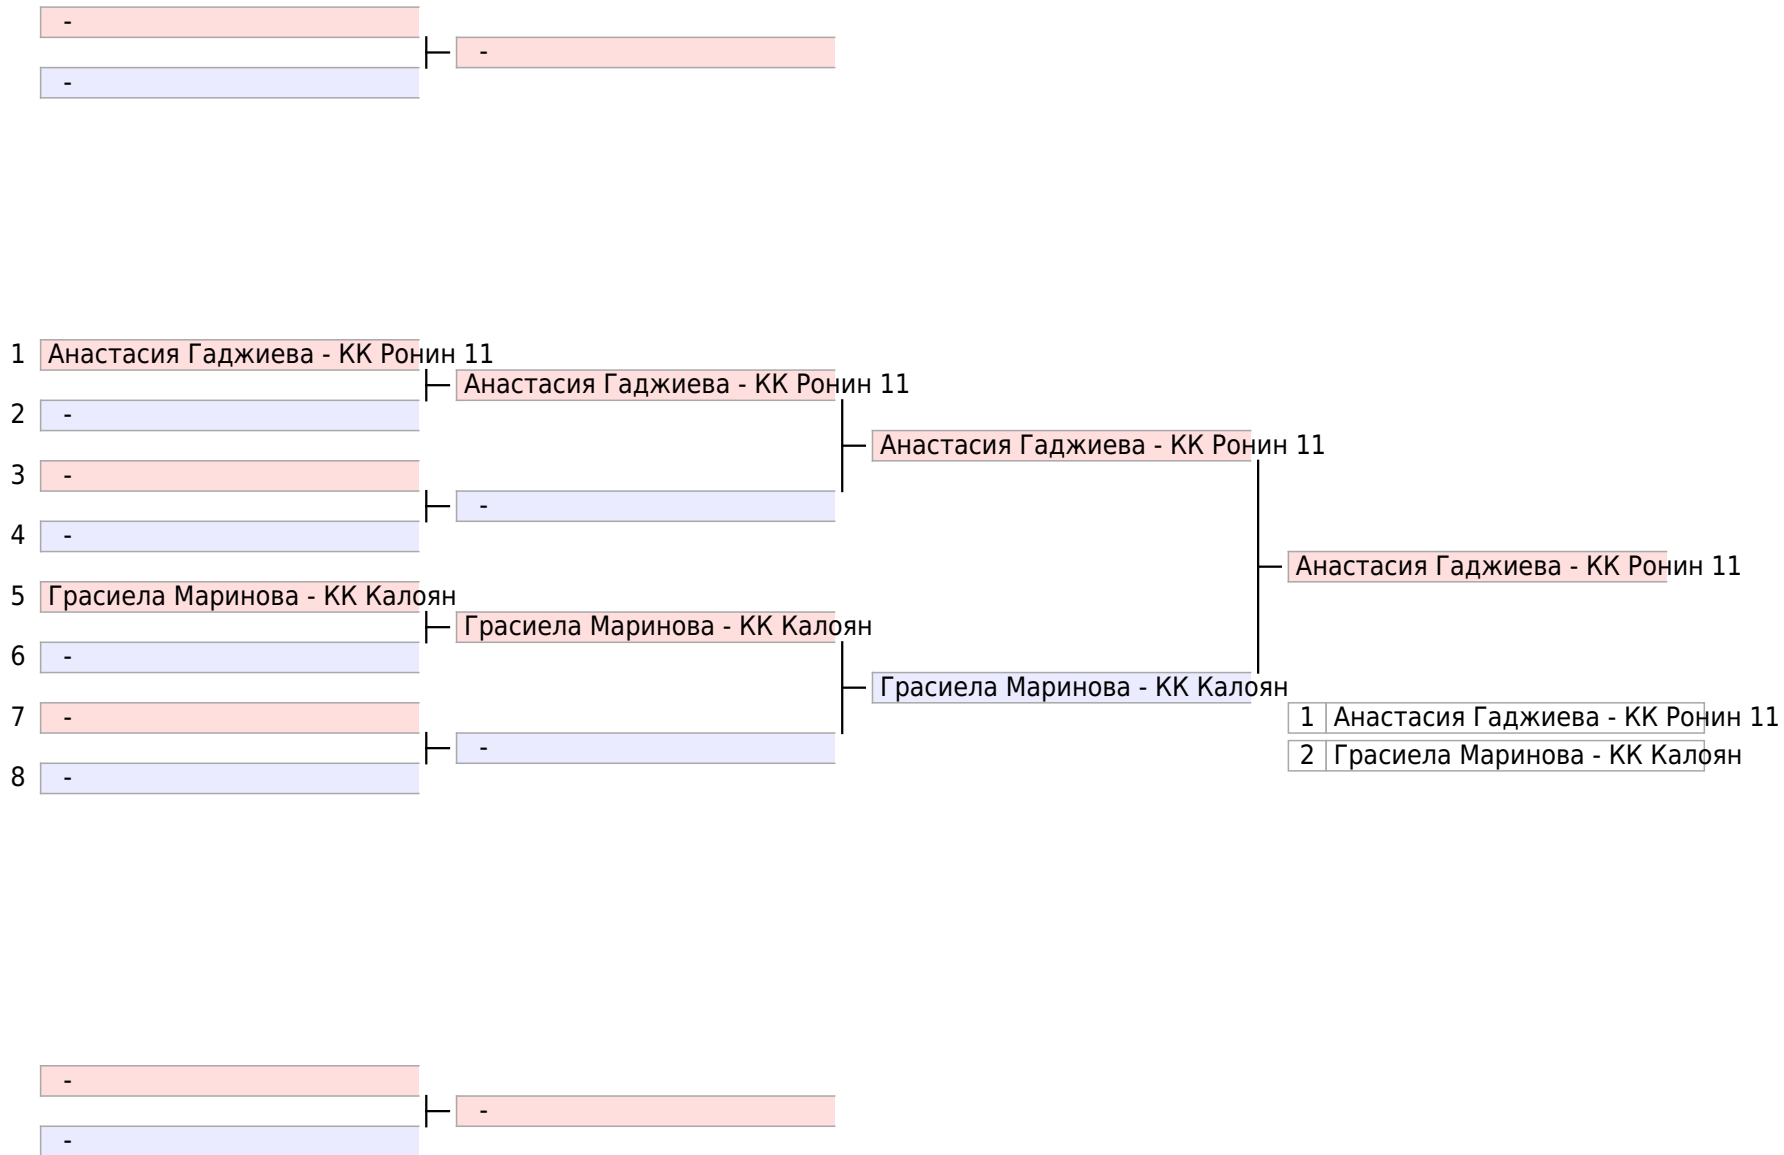 -
-
-
1 Анастасия Гаджиева - КК Ронин 11
Анастасия Гаджиева - КК Ронин 11
2 -
Анастасия Гаджиева - КК Ронин 11
3 -
-
4 -
Анастасия Гаджиева - КК Ронин 11
5 Грасиела Маринова - КК Калоян
Грасиела Маринова - КК Калоян
6 -
Грасиела Маринова - КК Калоян
7 -
1 Анастасия Гаджиева - КК Ронин 11
-
2 Грасиела Маринова - КК Калоян
8 -
-
-
-